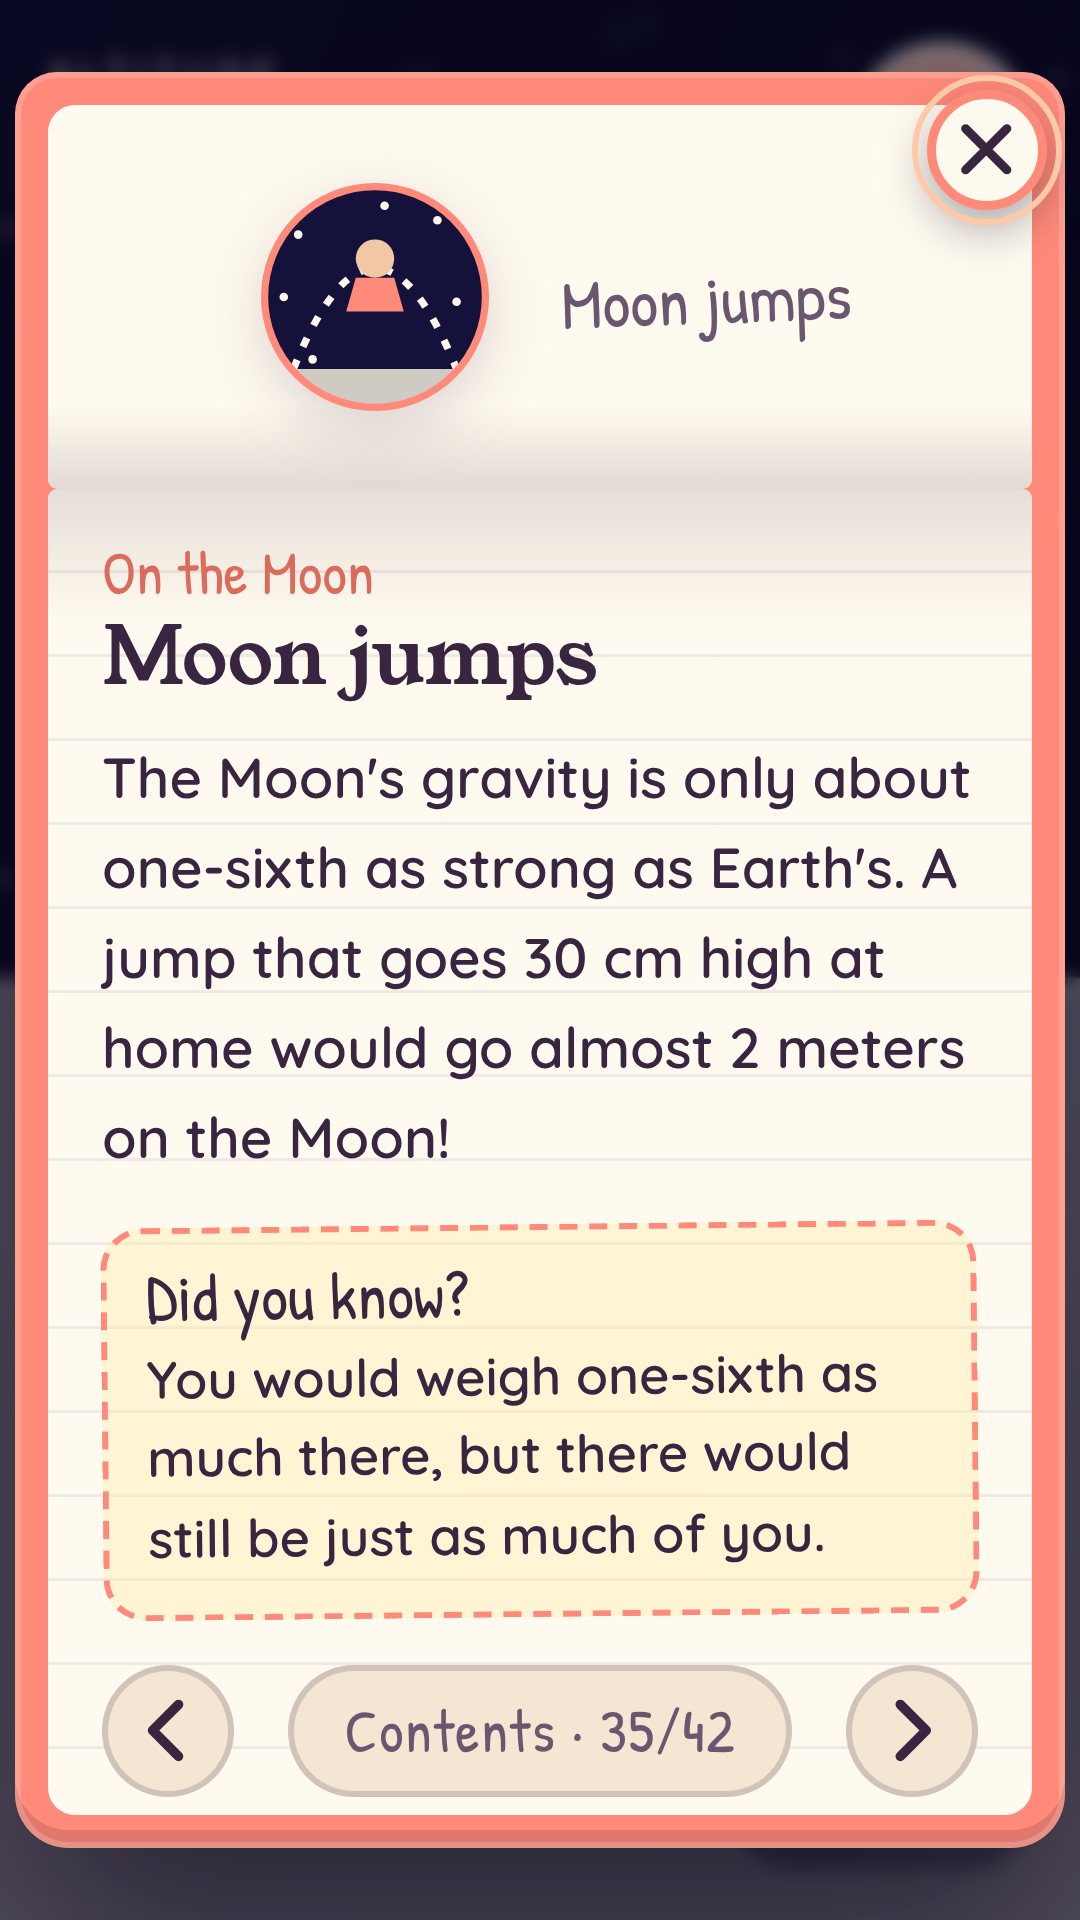 Moon jumps
On the Moon
Moon jumps
The Moon's gravity is only about
one-sixth as strong as Earth's. A
jump that goes 30 cm high at
home would go almost 2 meters
on the Moon!
Did you know?
You would weigh one-sixth as
much there, but there would
still be just as much of you.
Contents · 35/42